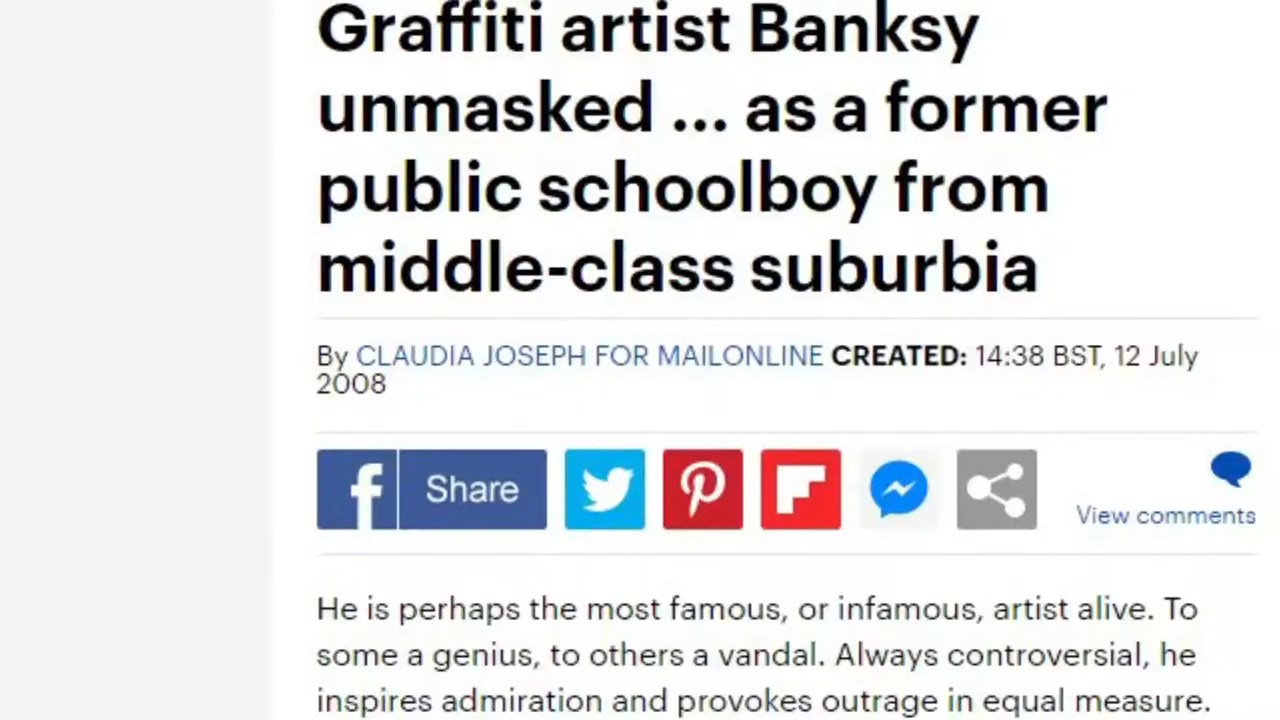 Graffiti artist Banksy
unmasked ... as a former
public schoolboy from
middle-class suburbia
By CLAUDIA JOSEPH FOR MAILONLINE CREATED: 14:38 BST, 12 July
2008
Share
View comments
He is perhaps the most famous, or infamous, artist alive. To
some a genius, to others a vandal. Always controversial, he
inspires admiration and provokes outrage in equal measure.